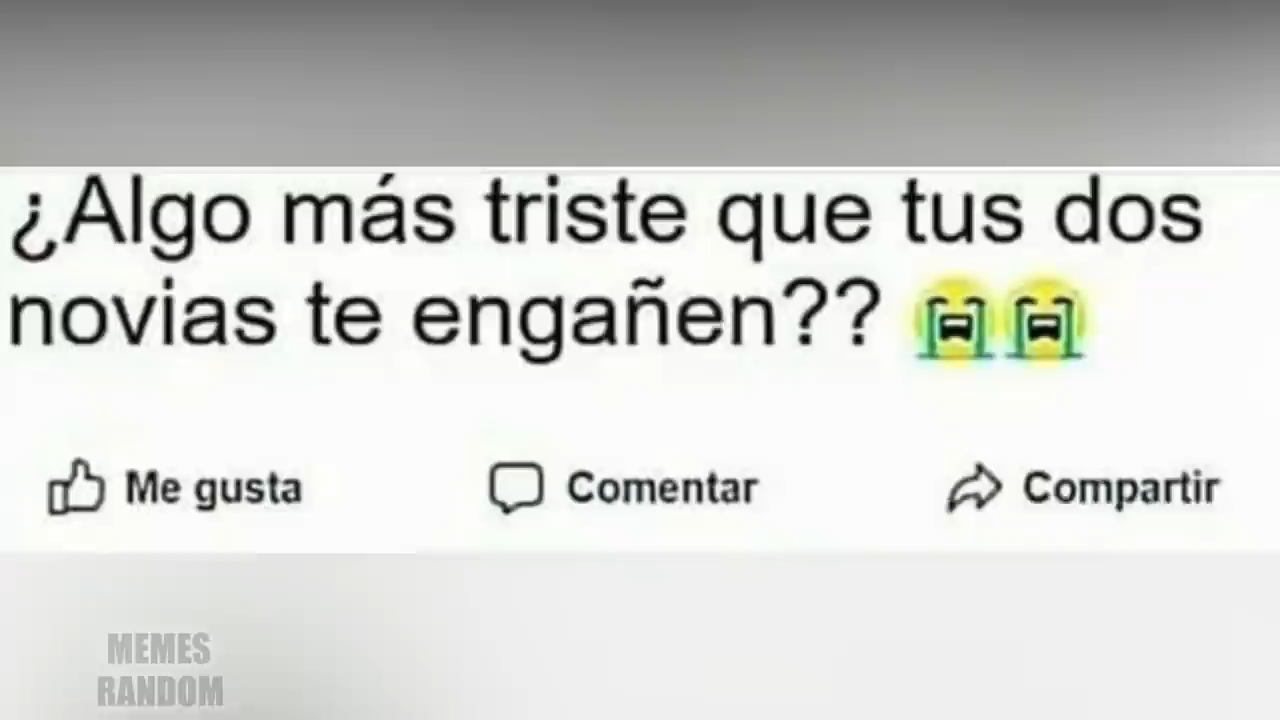 ¿Algo más triste que tus dos
novias te engañen?? 😭😭
Me gusta
Comentar
Compartir
MEMES
RANDOM